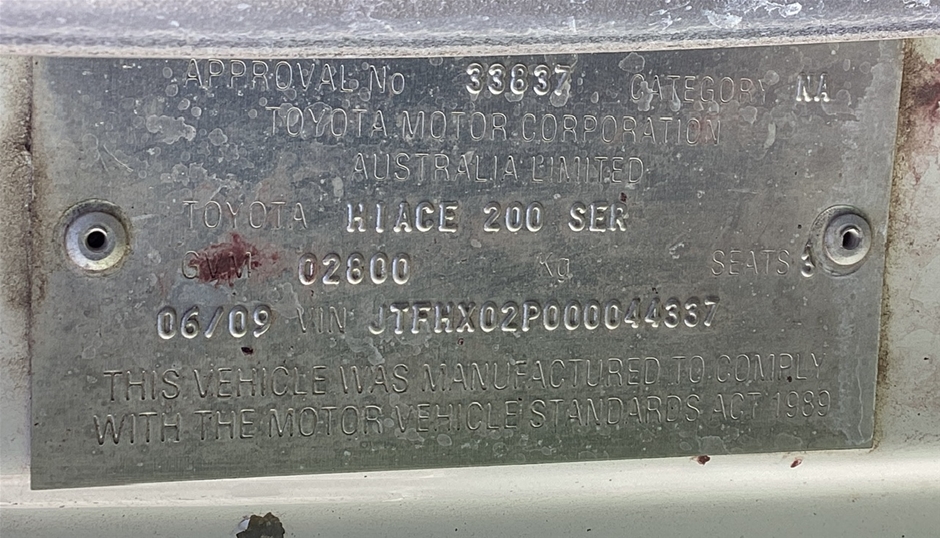 APPROVAL No 33837 CATEGORY NA
TOYOTA MOTOR CORPORATION
AUSTRALIA LIMITED
TOYOTA HIACE 200 SER
GVM 02800 Kg SEATS 3
06/09 VIN JTFHX02P000044337
THIS VEHICLE WAS MANUFACTURED TO COMPLY
WITH THE MOTOR VEHICLE STANDARDS ACT 1989